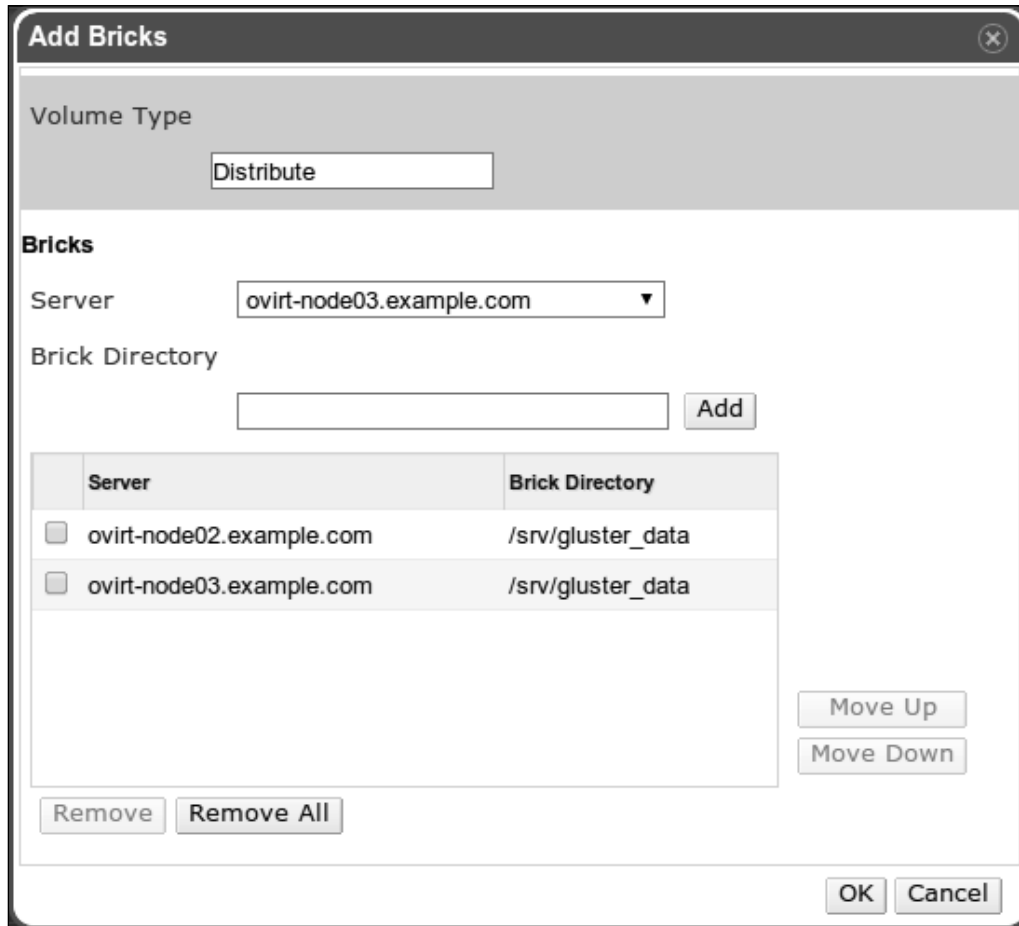 Add Bricks
Volume Type
Distribute
Bricks
Server ovirt-node03.example.com
Brick Directory
Add
Server Brick Directory
ovirt-node02.example.com /srv/gluster_data
ovirt-node03.example.com /srv/gluster_data
Move Up
Move Down
Remove Remove All
OK Cancel